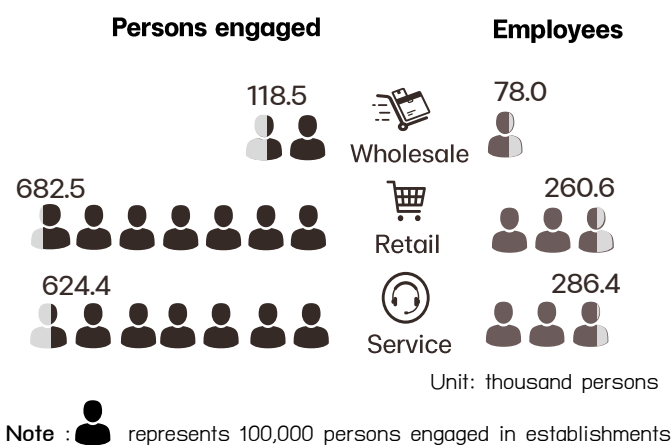 Persons engaged
Employees
118.5
78.0
Wholesale
682.5
260.6
Retail
624.4
286.4
Service
Unit: thousand persons
Note : represents 100,000 persons engaged in establishments